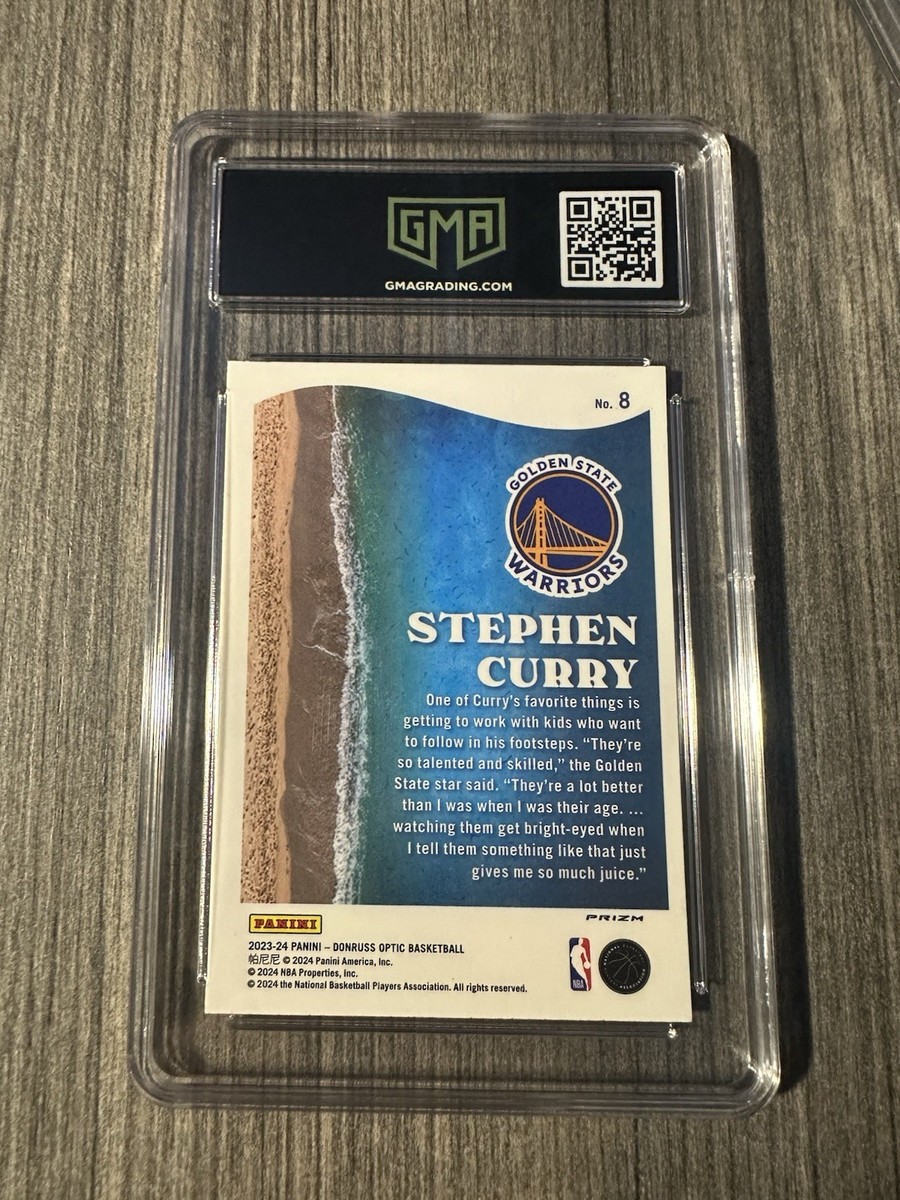 GMA
GMAGRADING.COM
No. 8
GOLDEN STATE
WARRIORS
STEPHEN
CURRY
One of Curry's favorite things is
getting to work with kids who want
to follow in his footsteps. “They're
so talented and skilled,” the Golden
State star said. “They're a lot better
than I was when I was their age. ...
watching them get bright-eyed when
I tell them something like that just
gives me so much juice.”
PANINI
PRIZM
2023-24 PANINI – DONRUSS OPTIC BASKETBALL
帕尼尼 © 2024 Panini America, Inc.
© 2024 NBA Properties, Inc.
© 2024 the National Basketball Players Association. All rights reserved.
NBA